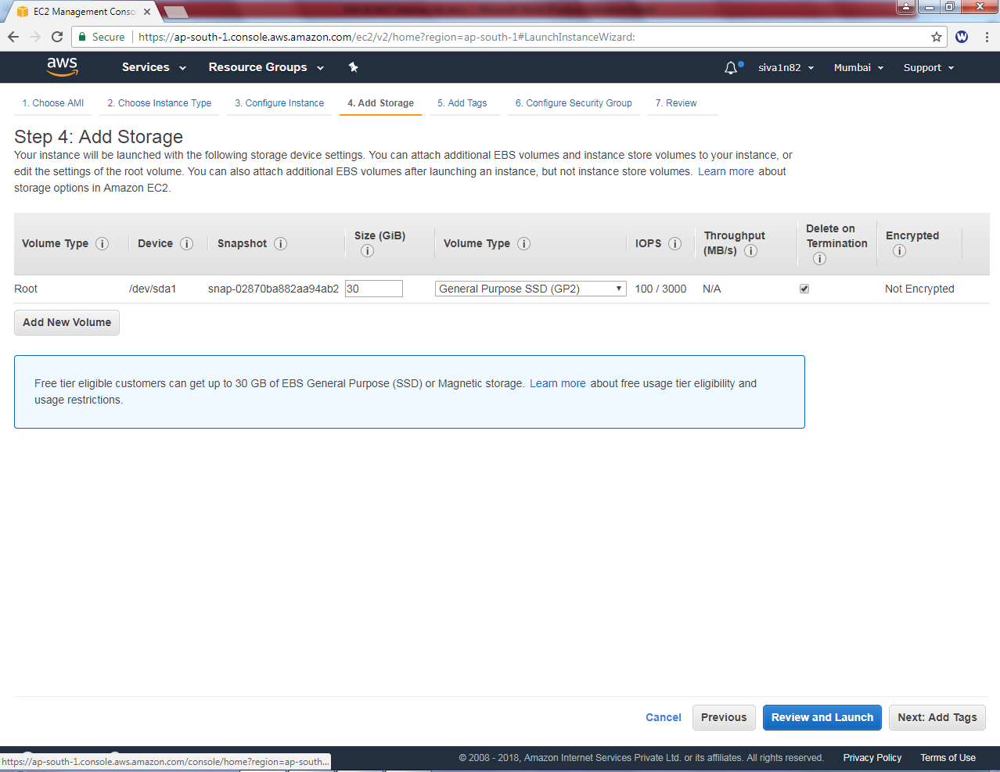 EC2 Management Conso
Secure https://ap-south-1.console.aws.amazon.com/ec2/v2/home?region=ap-south-1#LaunchInstanceWizard:
aws Services Resource Groups siva1n82 Mumbai Support
1. Choose AMI 2. Choose Instance Type 3. Configure Instance 4. Add Storage 5. Add Tags 6. Configure Security Group 7. Review
Step 4: Add Storage
Your instance will be launched with the following storage device settings. You can attach additional EBS volumes and instance store volumes to your instance, or
edit the settings of the root volume. You can also attach additional EBS volumes after launching an instance, but not instance store volumes. Learn more about
storage options in Amazon EC2.
Volume Type Device Snapshot Size (GiB) Volume Type IOPS Throughput (MB/s) Delete on Termination Encrypted
Root /dev/sda1 snap-02870ba882aa94ab2 30 General Purpose SSD (GP2) 100 / 3000 N/A Not Encrypted
Add New Volume
Free tier eligible customers can get up to 30 GB of EBS General Purpose (SSD) or Magnetic storage. Learn more about free usage tier eligibility and
usage restrictions.
Cancel Previous Review and Launch Next: Add Tags
https://ap-south-1.console.aws.amazon.com/console/home?region=ap-south... © 2008 - 2018, Amazon Internet Services Private Ltd. or its affiliates. All rights reserved. Privacy Policy Terms of Use